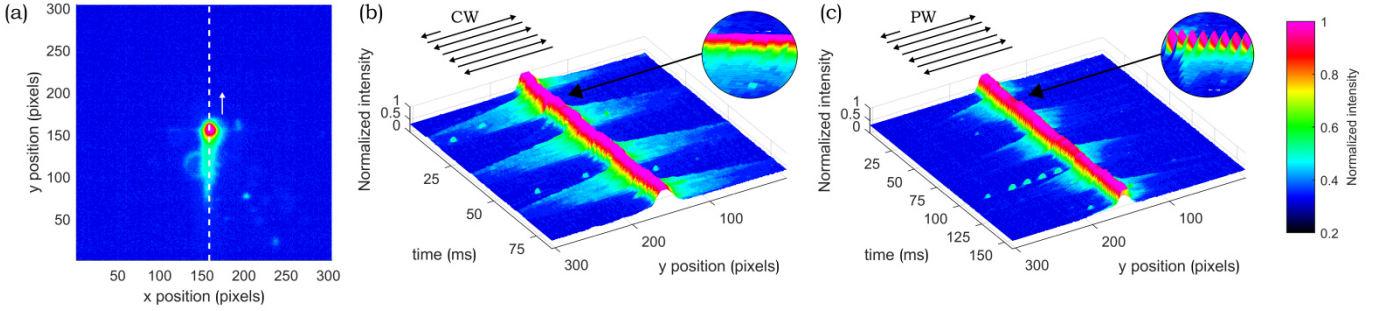 (a)
300
250
200
150
100
50
y position (pixels)
50 100 150 200 250 300
x position (pixels)
(b)
CW
Normalized intensity
1
0.5
0
25
50
75
time (ms)
300
200
100
y position (pixels)
(c)
PW
Normalized intensity
1
0.5
0
25
50
75
100
125
150
time (ms)
300
200
100
y position (pixels)
1
0.8
0.6
0.4
0.2
Normalized intensity